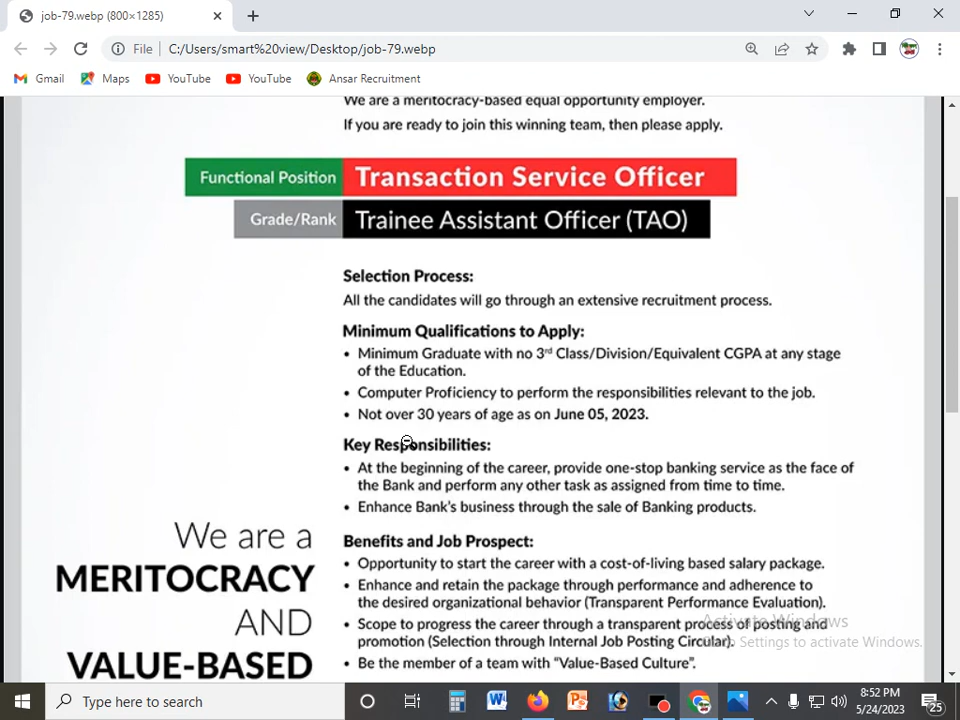 job-79.webp (800×1285)
File
C:/Users/smart%20view/Desktop/job-79.webp
Gmail
Maps
YouTube
YouTube
Ansar Recruitment
We are a meritocracy-based equal opportunity employer.
If you are ready to join this winning team, then please apply.
Functional Position
Transaction Service Officer
Grade/Rank
Trainee Assistant Officer (TAO)
Selection Process:
All the candidates will go through an extensive recruitment process.
Minimum Qualifications to Apply:
• Minimum Graduate with no 3rd Class/Division/Equivalent CGPA at any stage
of the Education.
• Computer Proficiency to perform the responsibilities relevant to the job.
• Not over 30 years of age as on June 05, 2023.
Key Responsibilities:
• At the beginning of the career, provide one-stop banking service as the face of
the Bank and perform any other task as assigned from time to time.
• Enhance Bank's business through the sale of Banking products.
We are a
MERITOCRACY
AND
VALUE-BASED
Benefits and Job Prospect:
• Opportunity to start the career with a cost-of-living based salary package.
• Enhance and retain the package through performance and adherence to
the desired organizational behavior (Transparent Performance Evaluation).
• Scope to progress the career through a transparent process of posting and
promotion (Selection through Internal Job Posting Circular).
• Be the member of a team with "Value-Based Culture".
Activate Windows
Go to Settings to activate Windows.
Type here to search
8:52 PM
5/24/2023
25